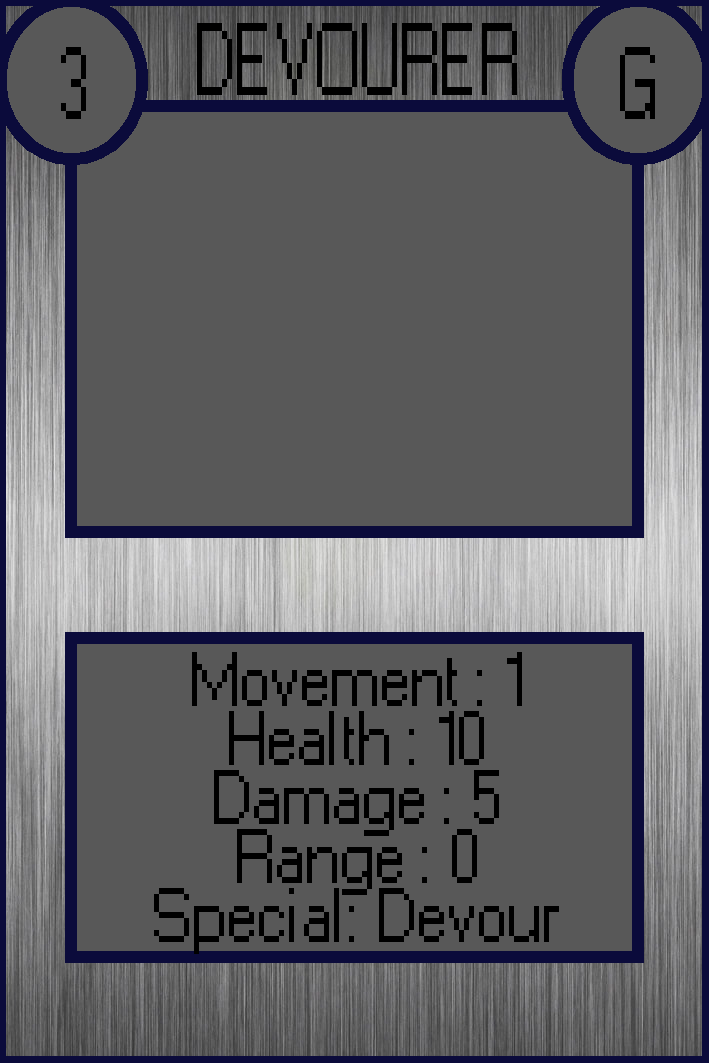 3
DEVOURER
G
Movement : 1
Health : 10
Damage : 5
Range : 0
Special: Devour